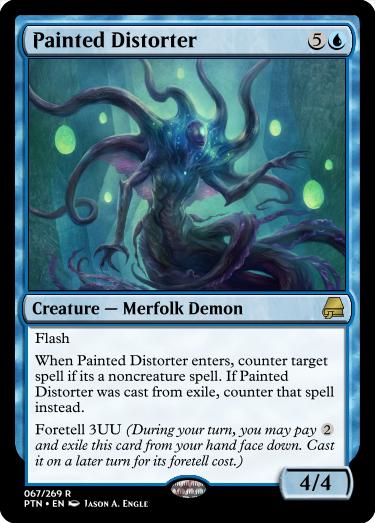 Painted Distorter 5
Creature — Merfolk Demon
Flash
When Painted Distorter enters, counter target
spell if its a noncreature spell. If Painted
Distorter was cast from exile, counter that spell
instead.
Foretell 3UU (During your turn, you may pay 2
and exile this card from your hand face down. Cast
it on a later turn for its foretell cost.)
4/4
067/269 R
PTN • EN Jason A. Engle